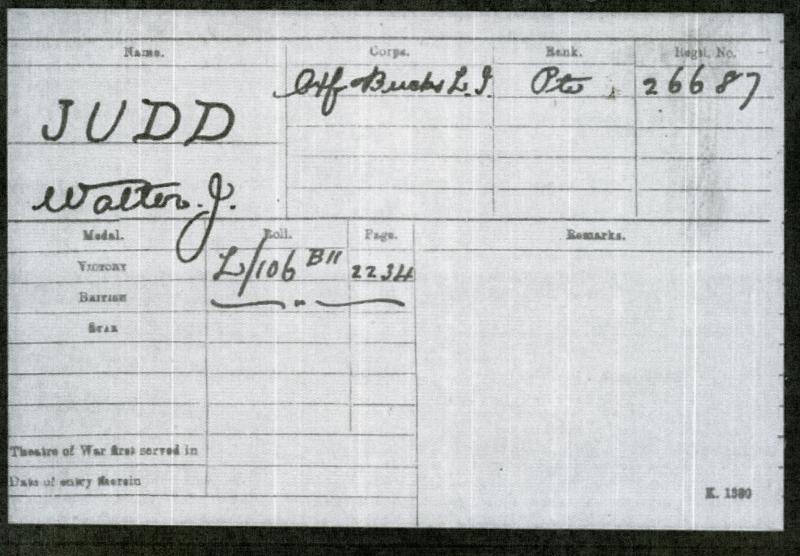 Name. Corps. Rank. Regtl. No.
Oxf Bucks L.I. Pte 26687
JUDD
Walter. J.
Medal. Roll. Page. Remarks.
VICTORY L/106 B11 2234
BRITISH — " —
STAR
Theatre of War first served in
Date of entry therein
K. 1380